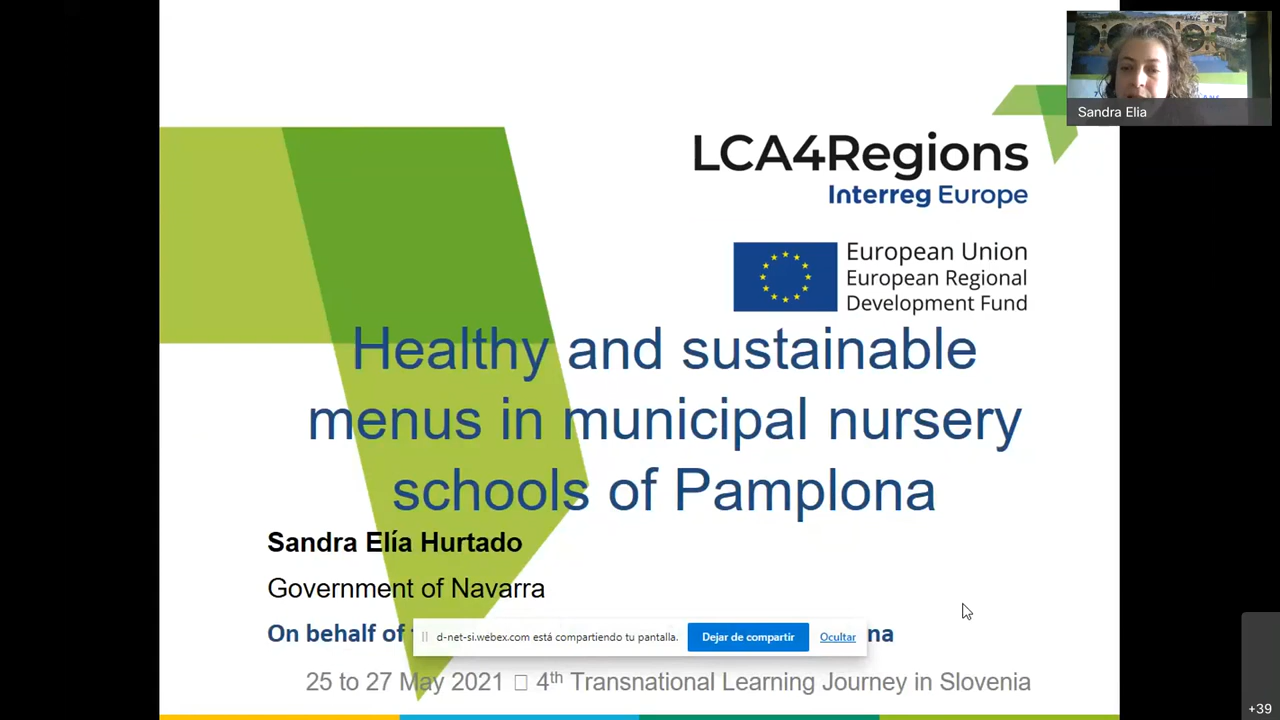 Sandra Elia
LCA4Regions
Interreg Europe
European Union
European Regional
Development Fund
Healthy and sustainable
menus in municipal nursery
schools of Pamplona
Sandra Elía Hurtado
Government of Navarra
On behalf of
na
d-net-si.webex.com está compartiendo tu pantalla.
Dejar de compartir
Ocultar
25 to 27 May 2021 □ 4th Transnational Learning Journey in Slovenia
+39